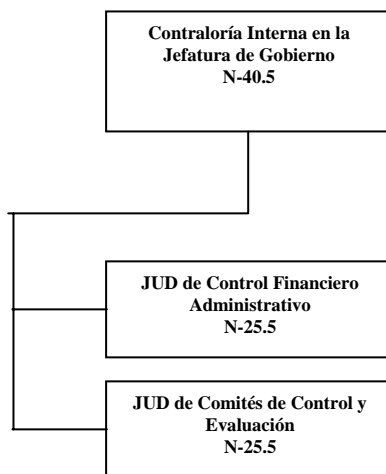 Contraloría Interna en la
Jefatura de Gobierno
N-40.5
JUD de Control Financiero
Administrativo
N-25.5
JUD de Comités de Control y
Evaluación
N-25.5